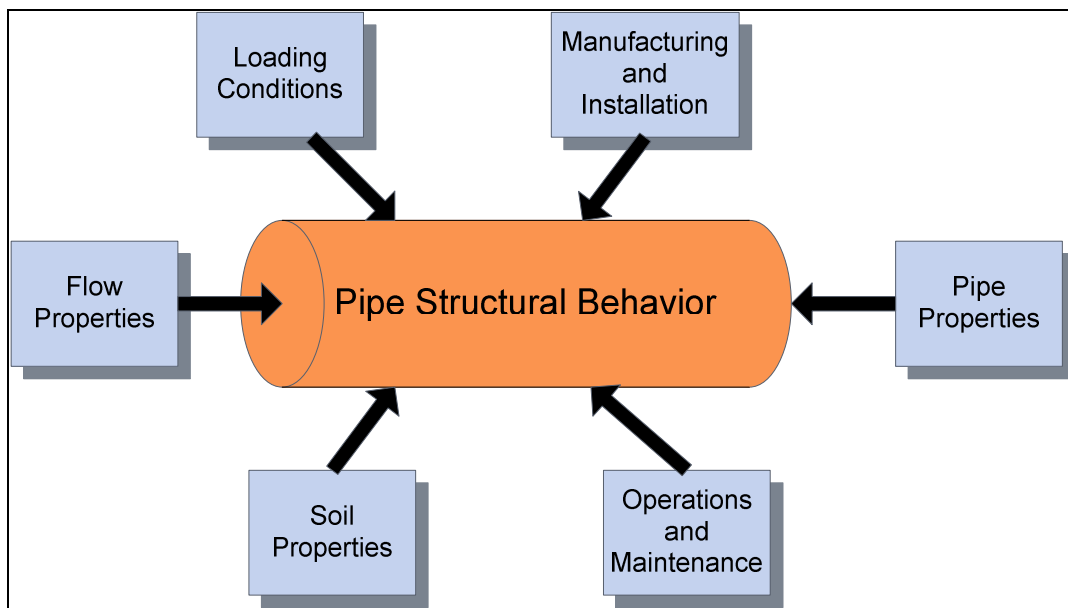 Loading
Conditions
Manufacturing
and
Installation
Flow
Properties
Pipe Structural Behavior
Pipe
Properties
Soil
Properties
Operations
and
Maintenance